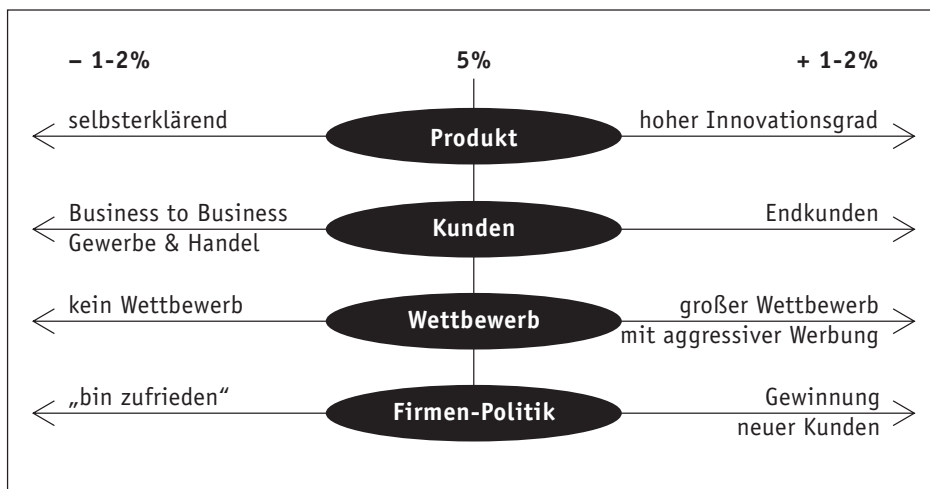 – 1-2% 5% + 1-2%
selbsterklärend Produkt hoher Innovationsgrad
Business to Business
Gewerbe & Handel Kunden Endkunden
kein Wettbewerb Wettbewerb großer Wettbewerb
mit aggressiver Werbung
„bin zufrieden“ Firmen-Politik Gewinnung
neuer Kunden